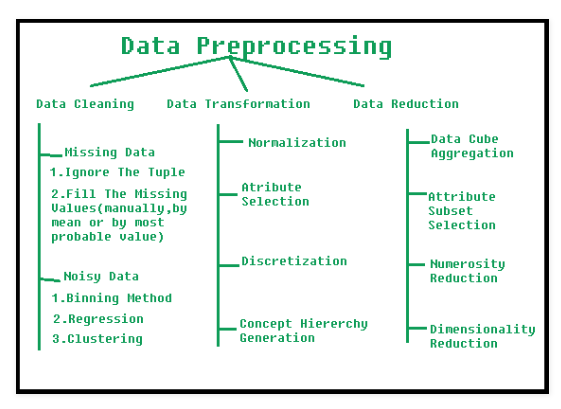 Data Preprocessing
Data Cleaning
Data Transformation
Data Reduction
Missing Data
1.Ignore The Tuple
2.Fill The Missing
Values(manually,by
mean or by most
probable value)
Noisy Data
1.Binning Method
2.Regression
3.Clustering
Normalization
Atribute
Selection
Discretization
Concept Hiererchy
Generation
Data Cube
Aggregation
Attribute
Subset
Selection
Numerosity
Reduction
Dimensionality
Reduction